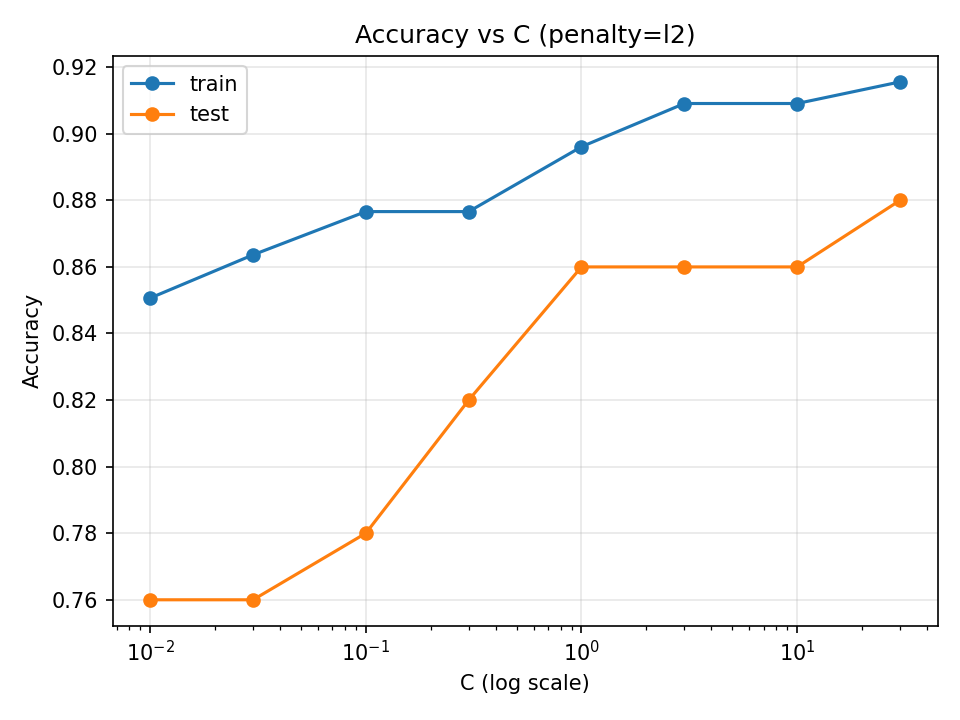 Accuracy vs C (penalty=l2)
train
test
0.92
0.90
0.88
0.86
0.84
0.82
0.80
0.78
0.76
Accuracy
10⁻²
10⁻¹
10⁰
10¹
C (log scale)